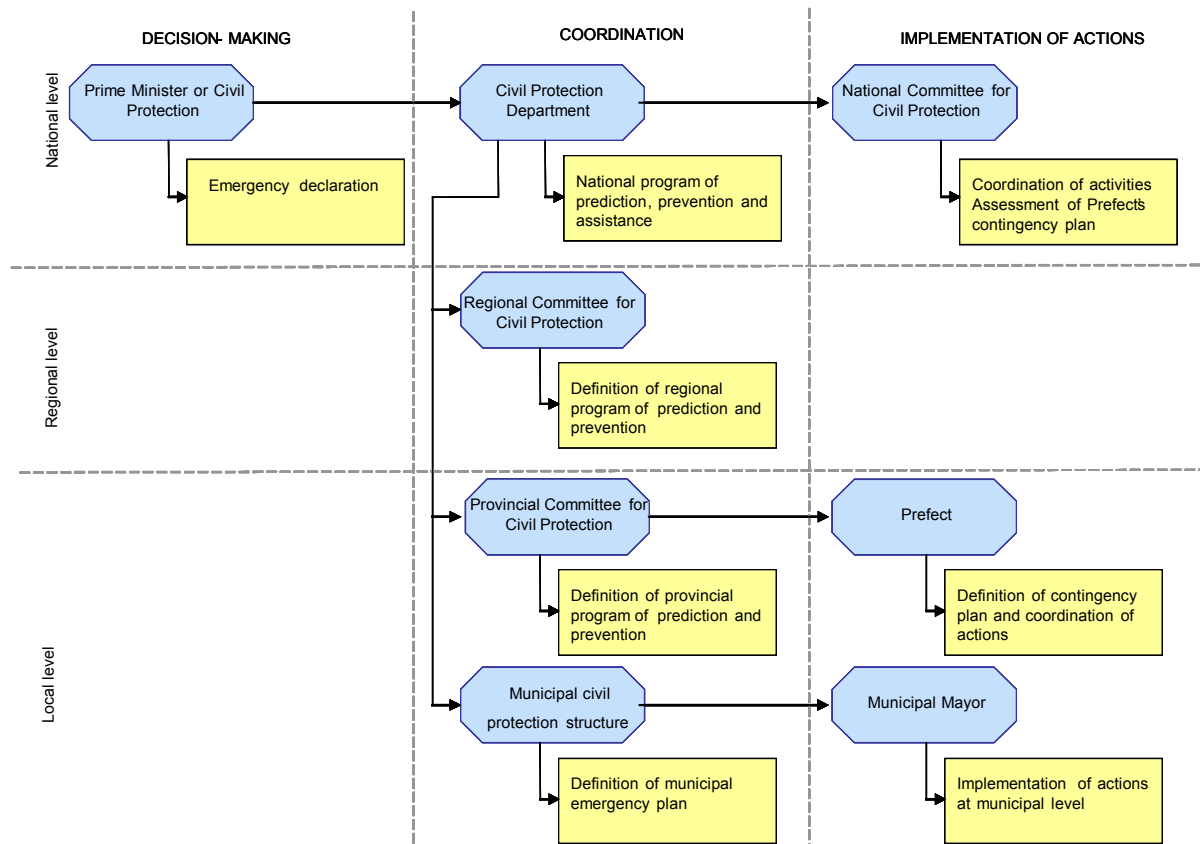 DECISION- MAKING
COORDINATION
IMPLEMENTATION OF ACTIONS
National level
Prime Minister or Civil
Protection
Civil Protection
Department
National Committee for
Civil Protection
Emergency declaration
National program of
prediction, prevention and
assistance
Coordination of activities
Assessment of Prefect's
contingency plan
Regional level
Regional Committee for
Civil Protection
Definition of regional
program of prediction and
prevention
Local level
Provincial Committee for
Civil Protection
Prefect
Definition of provincial
program of prediction and
prevention
Definition of contingency
plan and coordination of
actions
Municipal civil
protection structure
Municipal Mayor
Definition of municipal
emergency plan
Implementation of actions
at municipal level